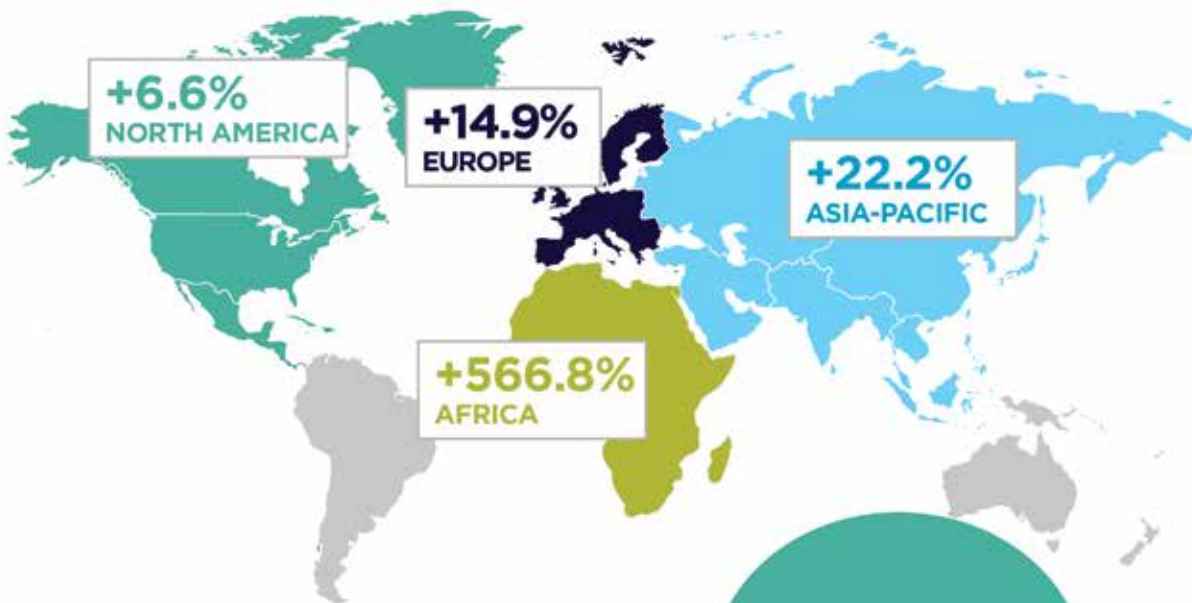 +6.6%
NORTH AMERICA
+14.9%
EUROPE
+22.2%
ASIA-PACIFIC
+566.8%
AFRICA